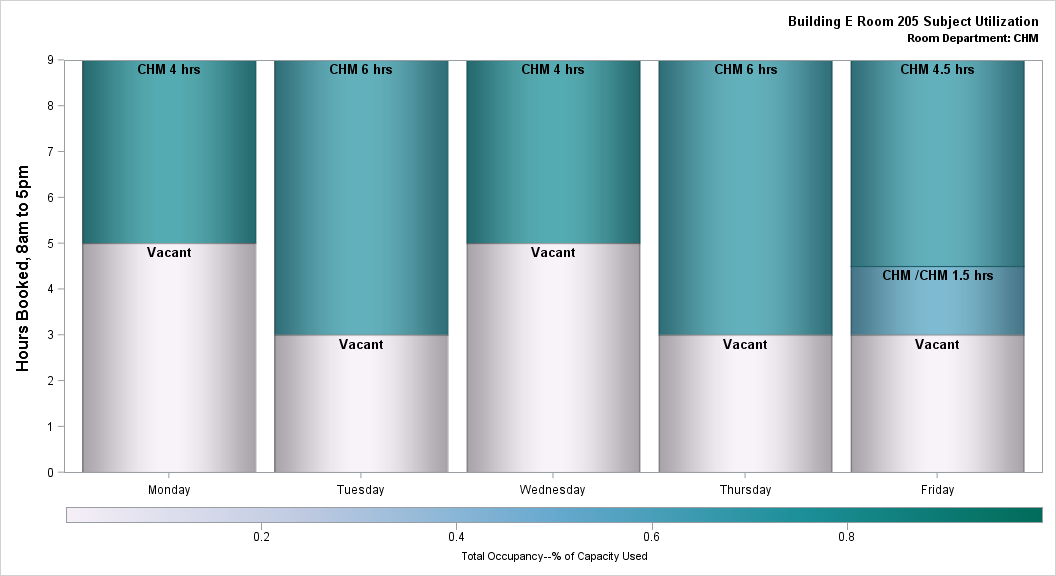 Building E Room 205 Subject Utilization
Room Department: CHM
Hours Booked, 8am to 5pm
9
8
7
6
5
4
3
2
1
0
CHM 4 hrs
Vacant
CHM 6 hrs
Vacant
CHM 4 hrs
Vacant
CHM 6 hrs
Vacant
CHM 4.5 hrs
CHM /CHM 1.5 hrs
Vacant
Monday Tuesday Wednesday Thursday Friday
0.2 0.4 0.6 0.8
Total Occupancy--% of Capacity Used